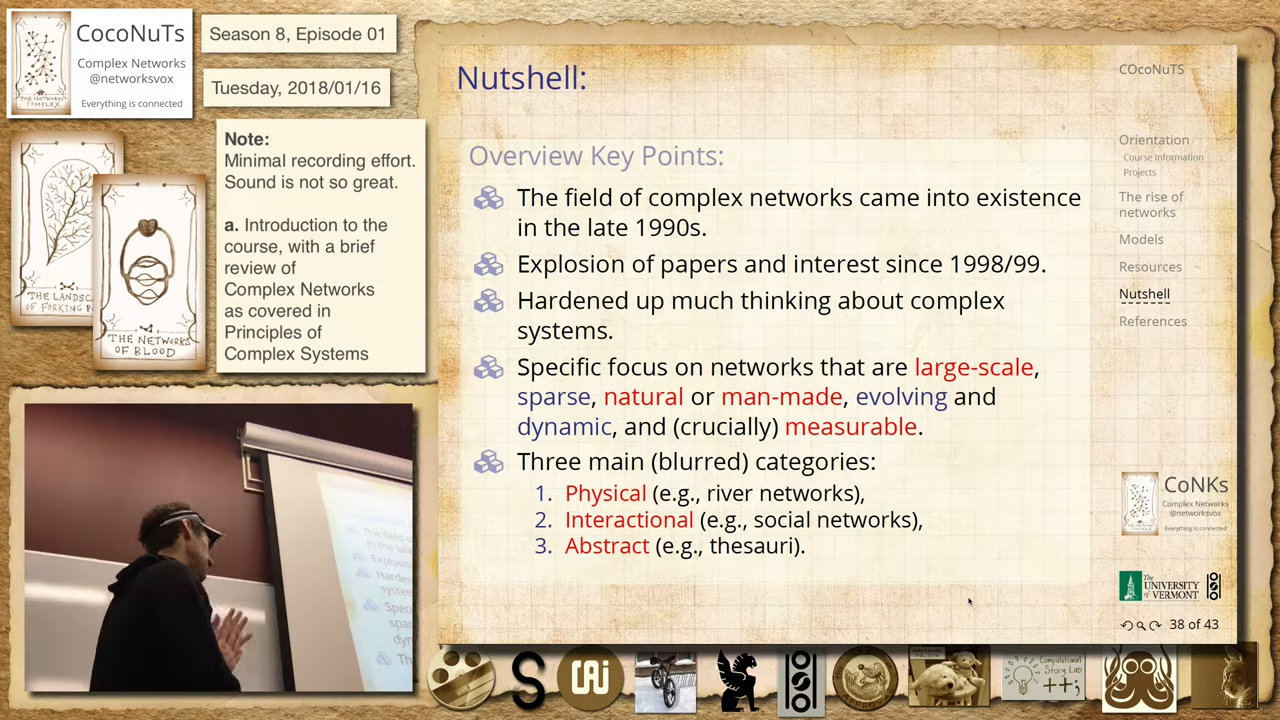 CocoNuTs
Complex Networks
@networksvox
Everything is connected
Season 8, Episode 01
Tuesday, 2018/01/16
Note:
Minimal recording effort.
Sound is not so great.
a. Introduction to the
course, with a brief
review of
Complex Networks
as covered in
Principles of
Complex Systems
THE LANDSC
OF FORKING
THE NETWORKS
OF BLOOD
Nutshell:
Overview Key Points:
The field of complex networks came into existence
in the late 1990s.
Explosion of papers and interest since 1998/99.
Hardened up much thinking about complex
systems.
Specific focus on networks that are large-scale,
sparse, natural or man-made, evolving and
dynamic, and (crucially) measurable.
Three main (blurred) categories:
1. Physical (e.g., river networks),
2. Interactional (e.g., social networks),
3. Abstract (e.g., thesauri).
COcoNuTS
Orientation
Course Information
Projects
The rise of
networks
Models
Resources
Nutshell
References
CoNKs
Complex Networks
@networksvox
Everything is connected
The
UNIVERSITY
of VERMONT
38 of 43
Computational
Story Lab
++;